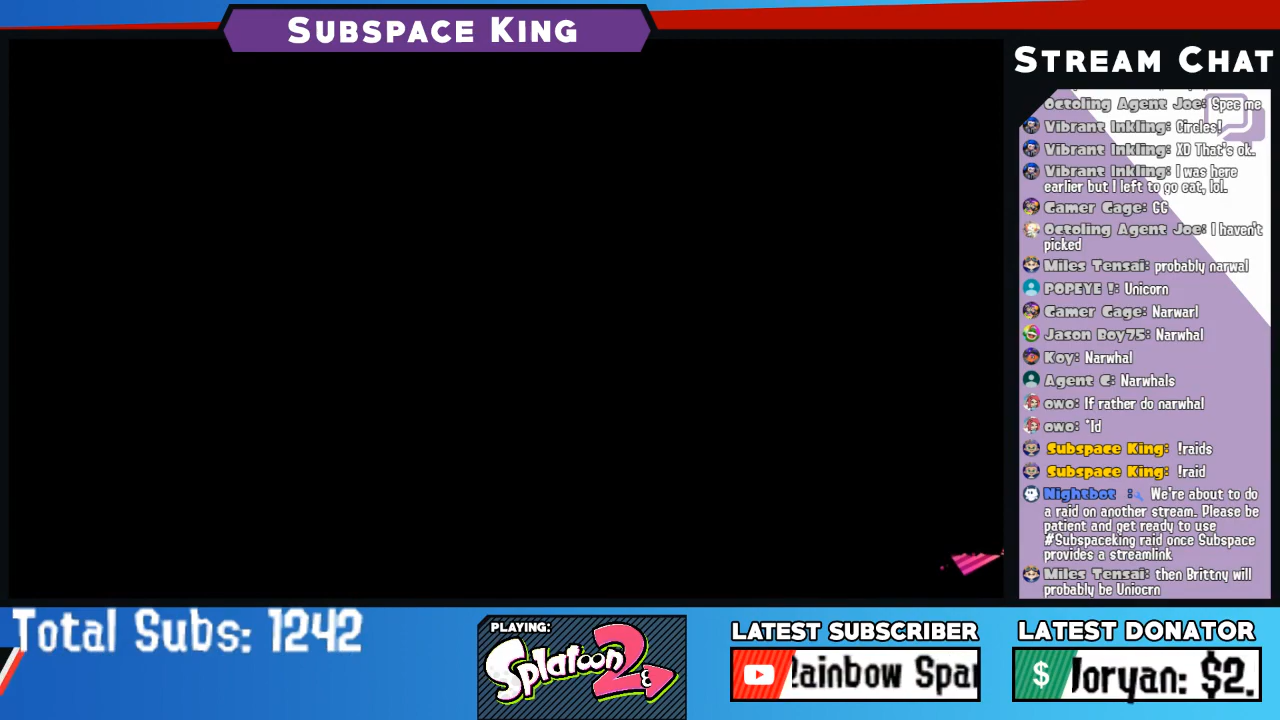 Subspace King
Stream Chat
Octoling Agent Joe: Spec me
Vibrant Inkling: Circles!
Vibrant Inkling: XD That's ok.
Vibrant Inkling: I was here
earlier but I left to go eat, lol.
Gamer Gage: GG
Octoling Agent Joe: I haven't
picked
Miles Tensai: probably narwal
POPEYE !: Unicorn
Gamer Gage: Narwarl
Jason Boy75: Narwhal
Koy: Narwhal
Agent C: Narwhals
owo: If rather do narwhal
owo: *Id
Subspace King: !raids
Subspace King: !raid
Nightbot : We're about to do
a raid on another stream. Please be
patient and get ready to use
#Subspaceking raid once Subspace
provides a streamlink
Miles Tensai: then Brittny will
probably be Uniocrn
Total Subs: 1242
PLAYING:
Splatoon 2
LATEST SUBSCRIBER
Rainbow Spar
LATEST DONATOR
$ Joryan: $2.